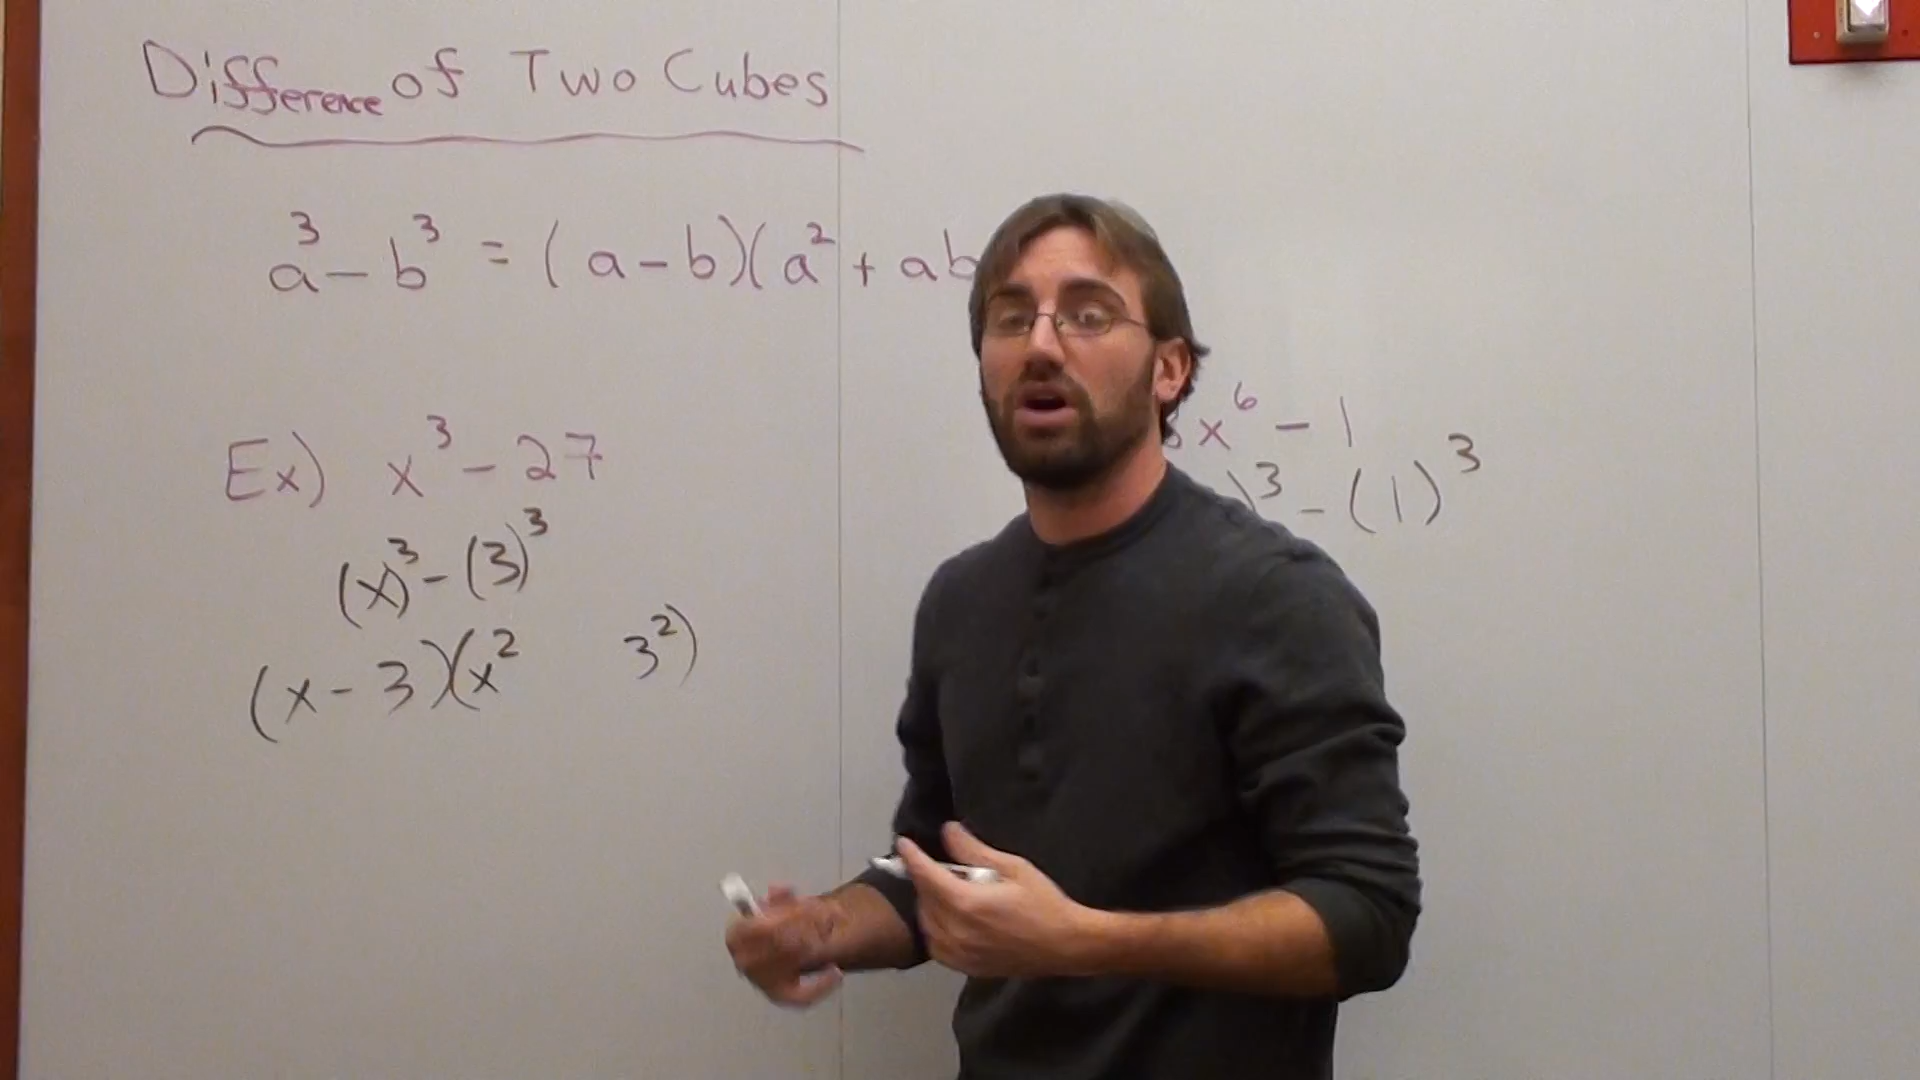 Difference of Two Cubes
a³ - b³ = (a - b)(a² + ab
Ex) x³ - 27
(x)³ - (3)³
(x - 3)(x² 3²)
x⁶ - 1
)³ - (1)³